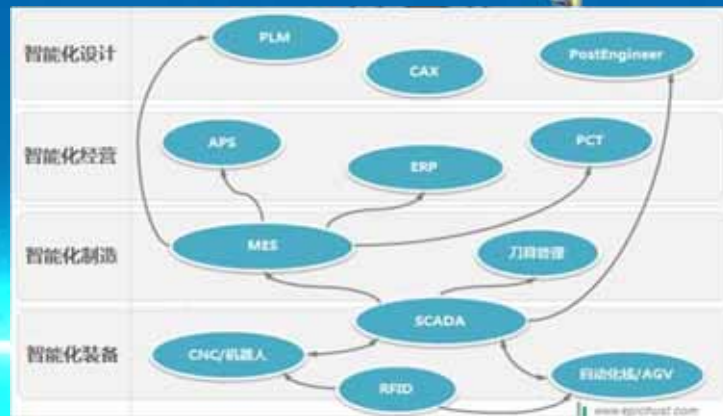 智能化设计
PLM
CAX
PostEngineer
智能化经营
APS
ERP
PCT
智能化制造
MES
刀具管理
SCADA
智能化装备
CNC/机器人
RFID
自动化线/AGV
www.epichust.com